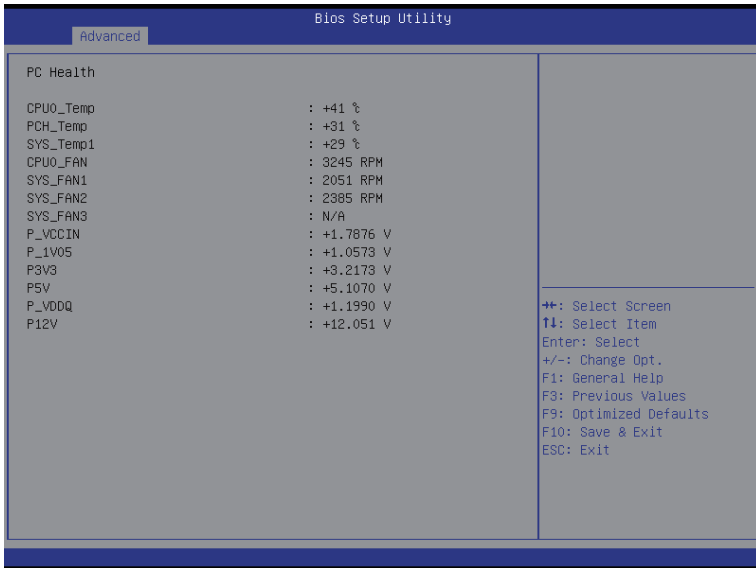 Bios Setup Utility
Advanced
PC Health
CPU0_Temp : +41 ℃
PCH_Temp : +31 ℃
SYS_Temp1 : +29 ℃
CPU0_FAN : 3245 RPM
SYS_FAN1 : 2051 RPM
SYS_FAN2 : 2385 RPM
SYS_FAN3 : N/A
P_VCCIN : +1.7876 V
P_1V05 : +1.0573 V
P3V3 : +3.2173 V
P5V : +5.1070 V
P_VDDQ : +1.1990 V
P12V : +12.051 V
→←: Select Screen
↑↓: Select Item
Enter: Select
+/-: Change Opt.
F1: General Help
F3: Previous Values
F9: Optimized Defaults
F10: Save & Exit
ESC: Exit